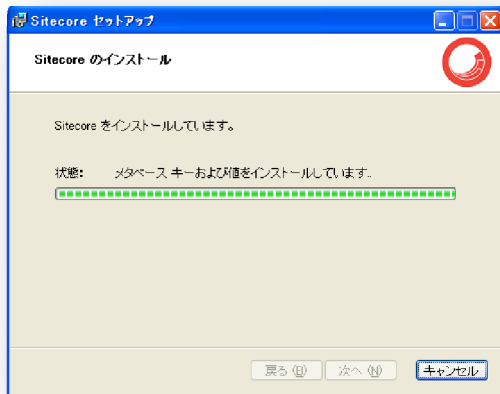 Sitecore セットアップ
Sitecore のインストール
Sitecore をインストールしています。
状態: メタベース キーおよび値をインストールしています..
戻る (B) 次へ (N) キャンセル